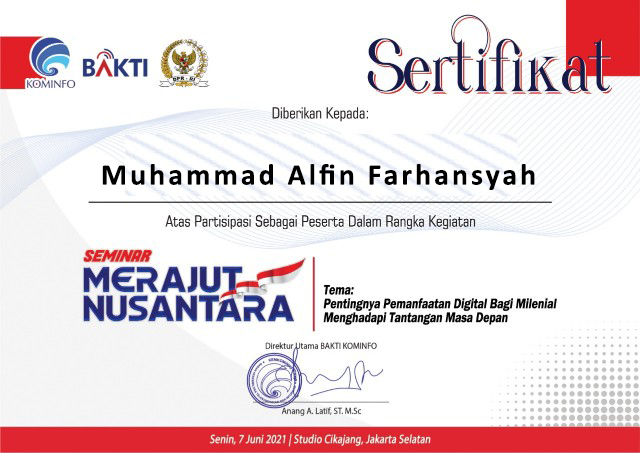 KOMINFO
BAKTI
DPR - RI
Sertifikat
Diberikan Kepada:
Muhammad Alfin Farhansyah
Atas Partisipasi Sebagai Peserta Dalam Rangka Kegiatan
SEMINAR
MERAJUT
NUSANTARA
Tema:
Pentingnya Pemanfaatan Digital Bagi Milenial
Menghadapi Tantangan Masa Depan
Direktur Utama BAKTI KOMINFO
Anang A. Latif, ST. M.Sc
Senin, 7 Juni 2021 | Studio Cikajang, Jakarta Selatan